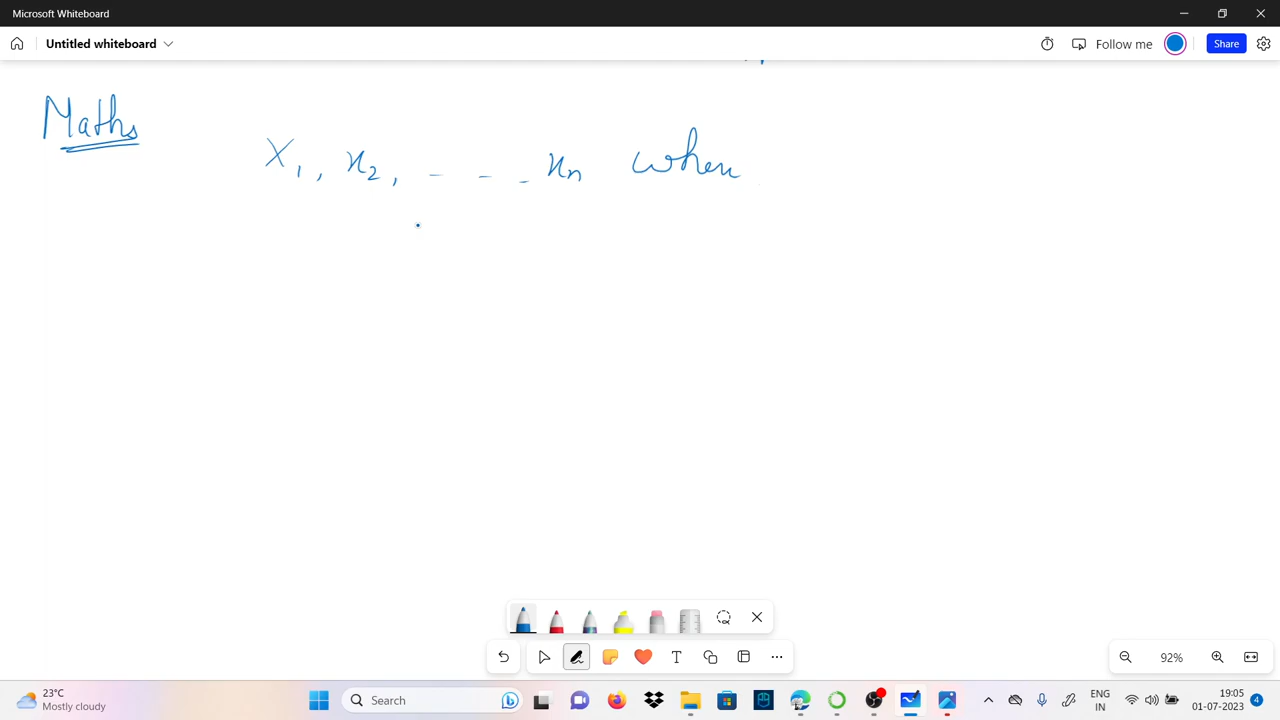 Microsoft Whiteboard
Untitled whiteboard
Follow me
Share
Maths
X1, x2, - - - xn when
T
92%
23°C
Mostly cloudy
Search
ENG
IN
19:05
01-07-2023
4